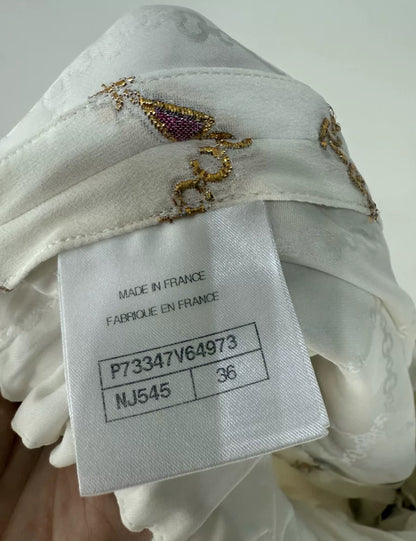 MADE IN FRANCE
FABRIQUE EN FRANCE
P73347V64973
NJ545 36